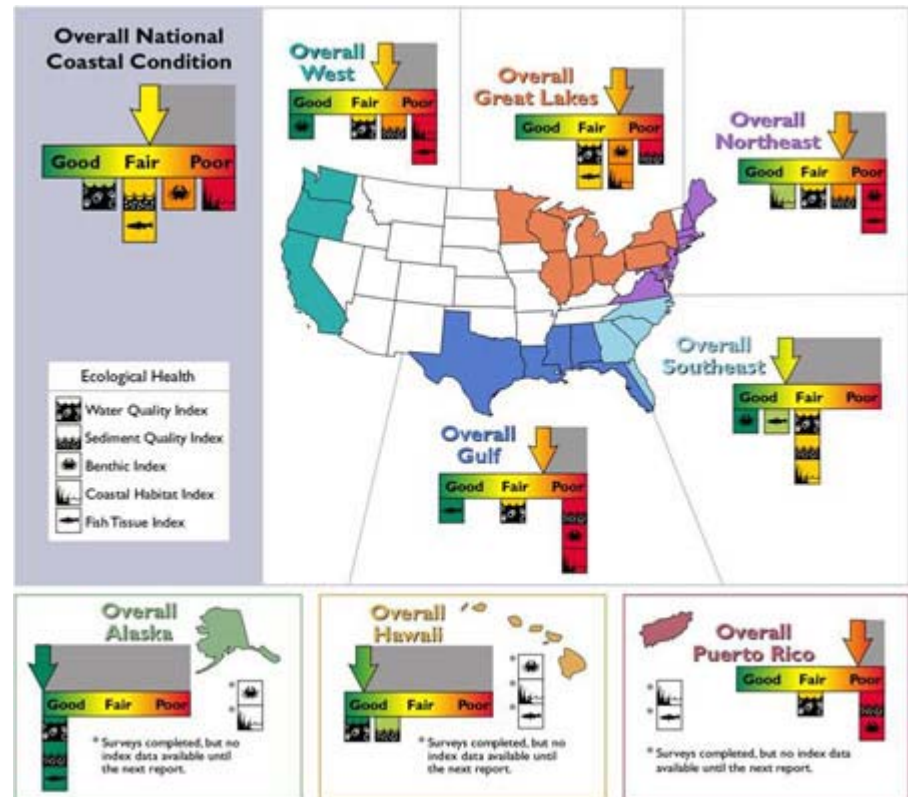 Overall National
Coastal Condition
Good Fair Poor
Ecological Health
Water Quality Index
Sediment Quality Index
Benthic Index
Coastal Habitat Index
Fish Tissue Index
Overall
West
Good Fair Poor
Overall
Great Lakes
Good Fair Poor
Overall
Northeast
Good Fair Poor
Overall
Southeast
Good Fair Poor
Overall
Gulf
Good Fair Poor
Overall
Alaska
Good Fair Poor
*
*
* Surveys completed, but no
index data available until
the next report.
Overall
Hawaii
Good Fair Poor
*
*
*
* Surveys completed, but no
index data available until
the next report.
Overall
Puerto Rico
Good Fair Poor
*
*
* Surveys completed, but no index data
available until the next report.